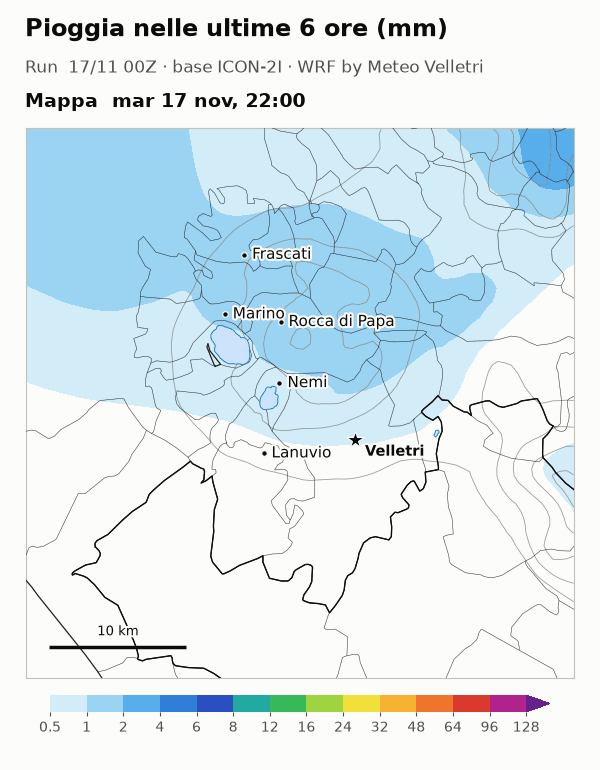 Pioggia nelle ultime 6 ore (mm)
Run  17/11 00Z · base ICON-2I · WRF by Meteo Velletri
Mappa  mar 17 nov, 22:00
Frascati
Marino
Rocca di Papa
Nemi
Velletri
Lanuvio
10 km
0.5 1 2 4 6 8 12 16 24 32 48 64 96 128